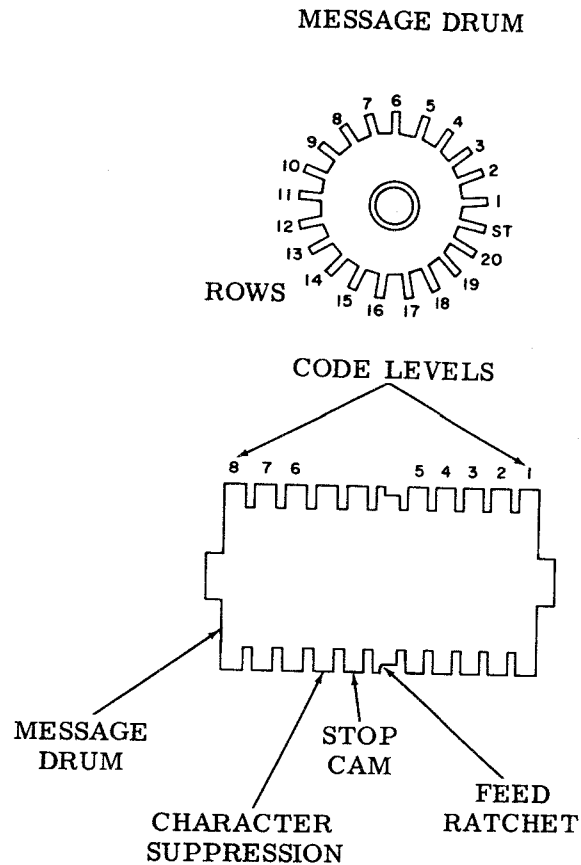 MESSAGE DRUM
6
7
5
8
4
9
3
10
2
11
1
12
ST
13
20
14
19
15
18
16
17
ROWS
CODE LEVELS
8 7 6 5 4 3 2 1
MESSAGE
DRUM
STOP
CAM
FEED
RATCHET
CHARACTER
SUPPRESSION